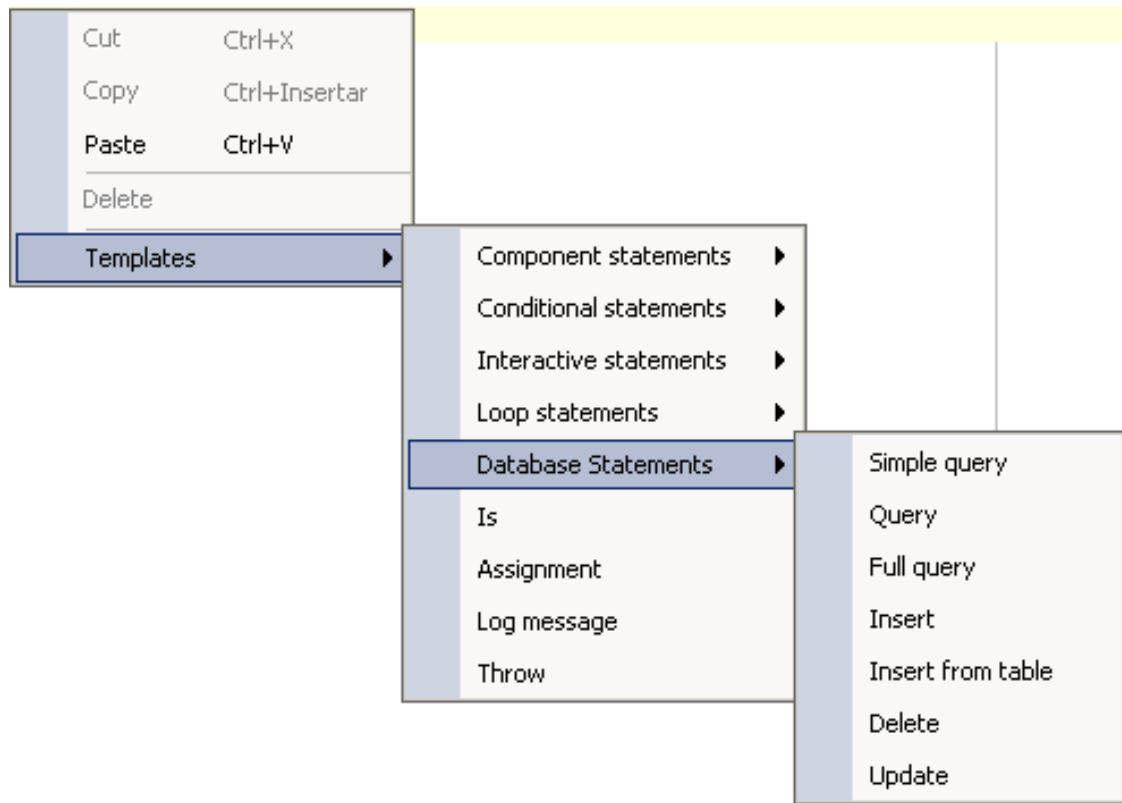 Cut Ctrl+X
Copy Ctrl+Insertar
Paste Ctrl+V
Delete
Templates
Component statements
Conditional statements
Interactive statements
Loop statements
Database Statements
Is
Assignment
Log message
Throw
Simple query
Query
Full query
Insert
Insert from table
Delete
Update